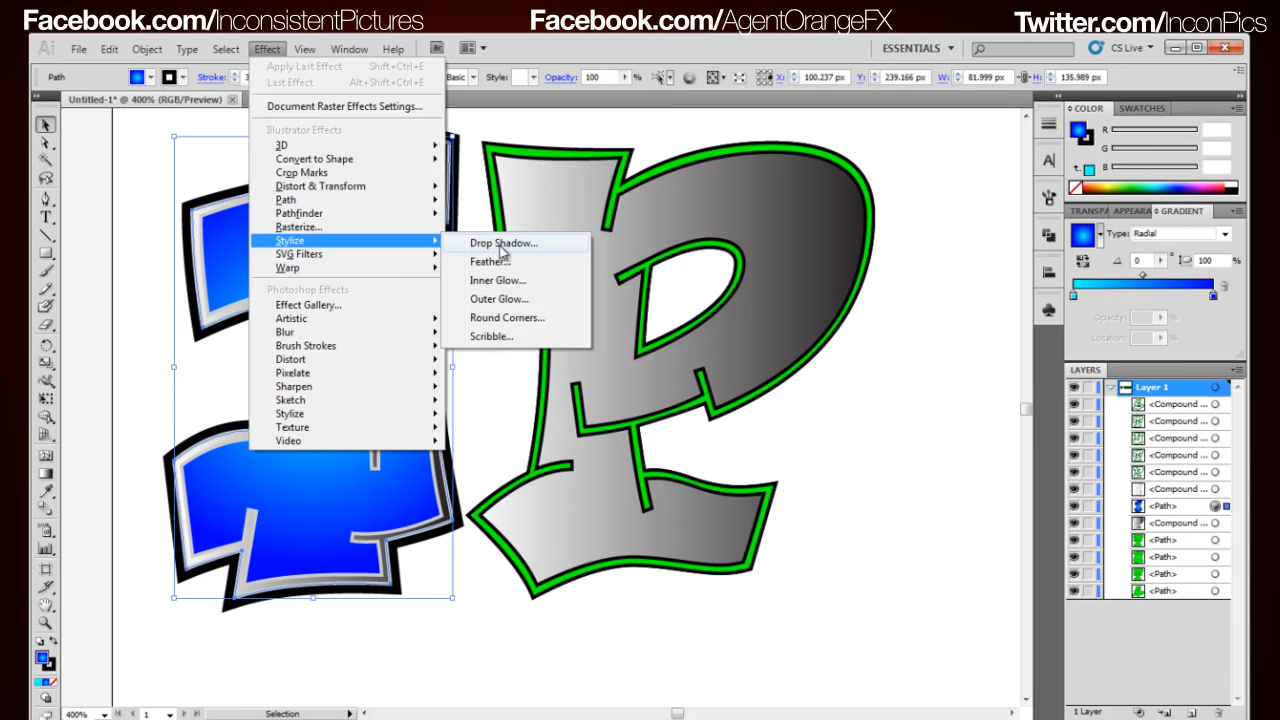 Facebook.com/InconsistentPictures
Facebook.com/AgentOrangeFX
Twitter.com/InconPics
Ai File Edit Object Type Select Effect View Window Help Br ESSENTIALS CS Live
Path Stroke: Basic Style: Opacity: 100 % X: 100.237 px Y: 239.166 px W: 81.999 px H: 135.989 px
Untitled-1* @ 400% (RGB/Preview)
Apply Last Effect Shift+Ctrl+E
Last Effect Alt+Shift+Ctrl+E
Document Raster Effects Settings...
Illustrator Effects
3D
Convert to Shape
Crop Marks
Distort & Transform
Path
Pathfinder
Rasterize...
Stylize
SVG Filters
Warp
Photoshop Effects
Effect Gallery...
Artistic
Blur
Brush Strokes
Distort
Pixelate
Sharpen
Sketch
Stylize
Texture
Video
Drop Shadow...
Feather...
Inner Glow...
Outer Glow...
Round Corners...
Scribble...
P
COLOR SWATCHES
R
G
B
TRANSP APPEARA GRADIENT
Type: Radial
0 100 %
Opacity: %
Location: %
LAYERS
Layer 1
<Compound ...
<Compound ...
<Compound ...
<Compound ...
<Compound ...
<Compound ...
<Path>
<Compound ...
<Path>
<Path>
<Path>
<Path>
1 Layer
400% 1 Selection